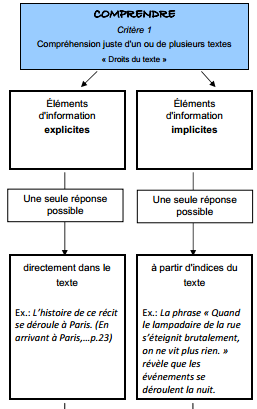 COMPRENDRE
Critère 1
Compréhension juste d'un ou de plusieurs textes
« Droits du texte »
Éléments
d'information
explicites
Éléments
d'information
implicites
Une seule réponse
possible
Une seule réponse
possible
directement dans le
texte
Ex.: L'histoire de ce récit
se déroule à Paris. (En
arrivant à Paris,...p.23)
à partir d'indices du
texte
Ex.: La phrase « Quand
le lampadaire de la rue
s'éteignit brutalement,
on ne vit plus rien. »
révèle que les
événements se
déroulent la nuit.